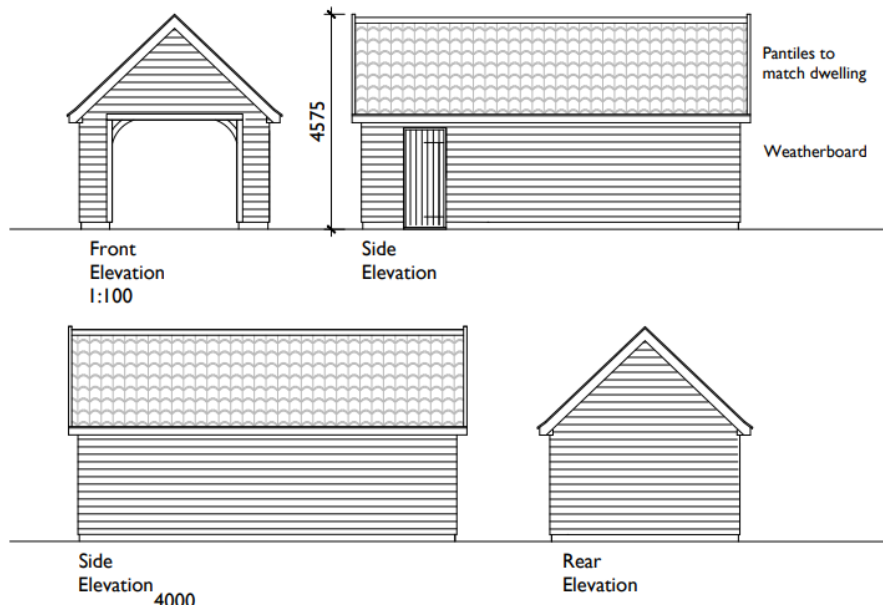 4575
Pantiles to
match dwelling
Weatherboard
Front
Elevation
1:100
Side
Elevation
Side
Elevation
4000
Rear
Elevation